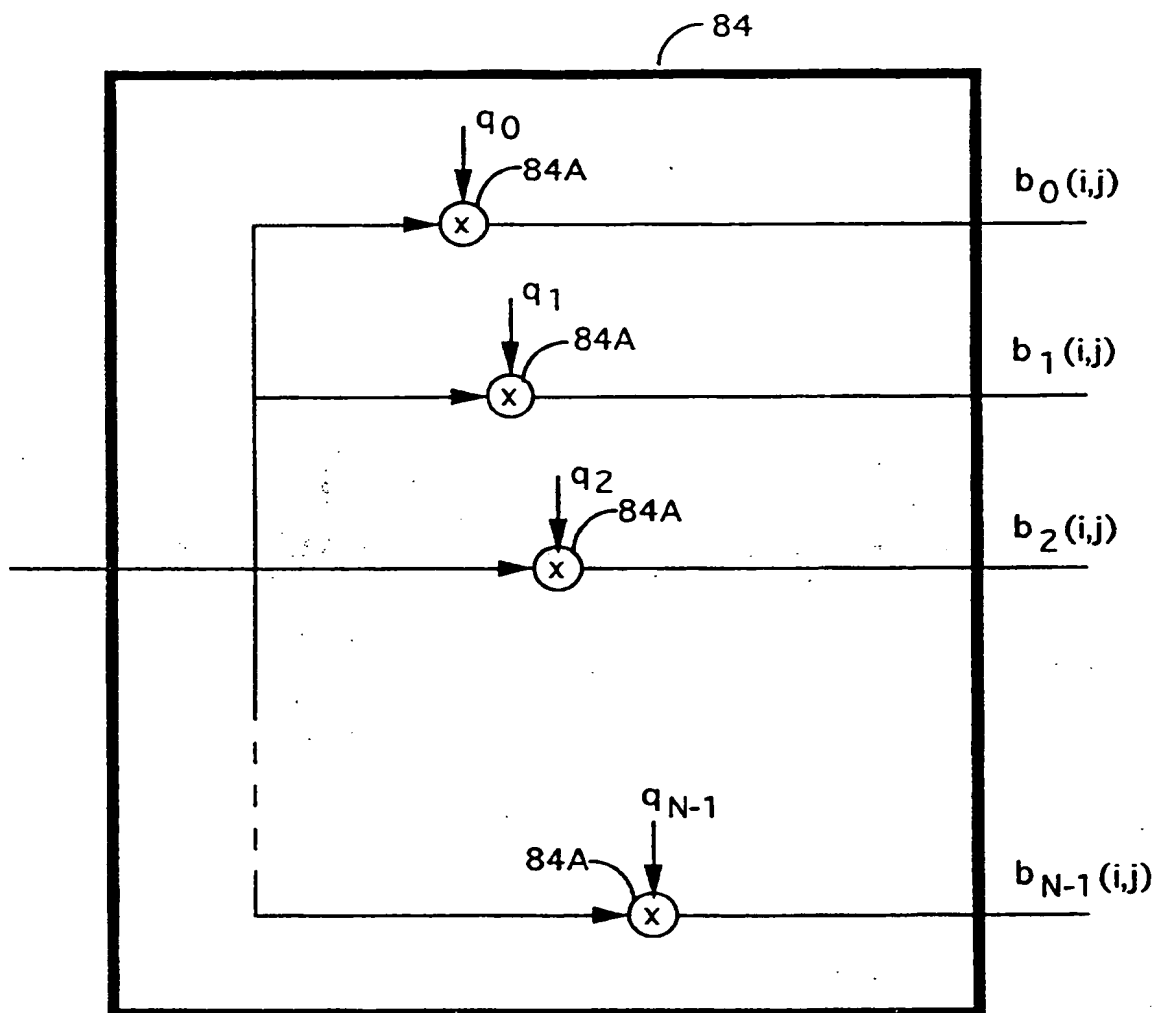 84
q0
84A
x
b0(i,j)
q1
84A
x
b1(i,j)
q2
84A
x
b2(i,j)
qN-1
84A
x
bN-1(i,j)